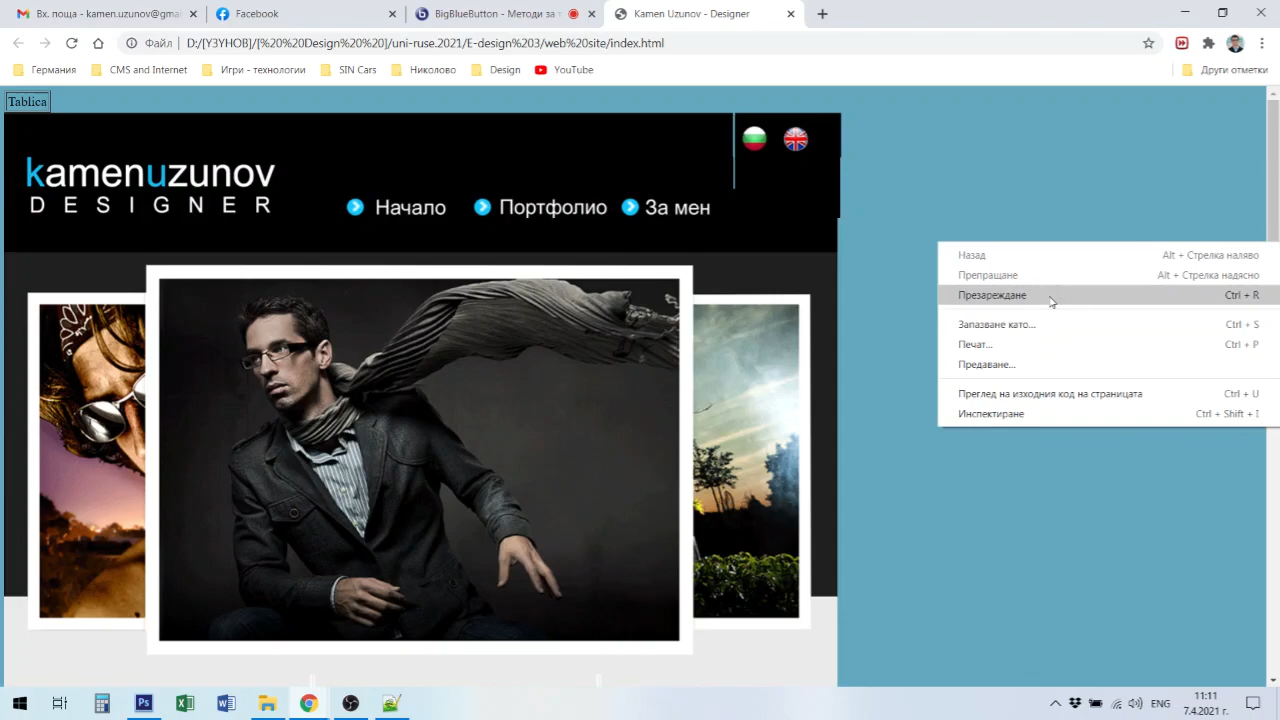 Вх. поща - kamen.uzunov@gmai
Facebook
BigBlueButton - Методи за т
Kamen Uzunov - Designer
Файл
D:/[Y3YHOB]/[%20%20Design%20%20]/uni-ruse.2021/E-design%203/web%20site/index.html
Германия
CMS and Internet
Игри - технологии
SIN Cars
Николово
Design
YouTube
Други отметки
Tablica
kamenuzunov
DESIGNER
Начало
Портфолио
За мен
Назад
Alt + Стрелка наляво
Препращане
Alt + Стрелка надясно
Презареждане
Ctrl + R
Запазване като...
Ctrl + S
Печат...
Ctrl + P
Предаване...
Преглед на изходния код на страницата
Ctrl + U
Инспектиране
Ctrl + Shift + I
ENG
11:11
7.4.2021 г.